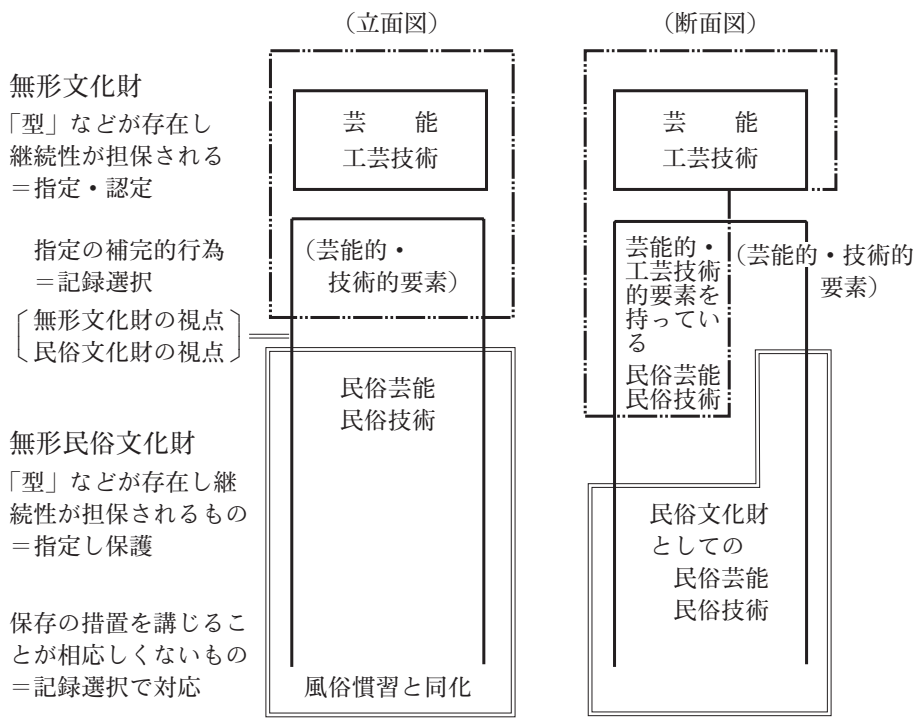 （立面図）
（断面図）
無形文化財
「型」などが存在し
継続性が担保される
＝指定・認定
指定の補完的行為
＝記録選択
無形文化財の視点
民俗文化財の視点
無形民俗文化財
「型」などが存在し継
続性が担保されるもの
＝指定し保護
保存の措置を講じるこ
とが相応しくないもの
＝記録選択で対応
芸　能
工芸技術
（芸能的・
技術的要素）
民俗芸能
民俗技術
風俗慣習と同化
芸　能
工芸技術
芸能的・
工芸技術
的要素を
持ってい
る
民俗芸能
民俗技術
（芸能的・技術的
要素）
民俗文化財
としての
民俗芸能
民俗技術